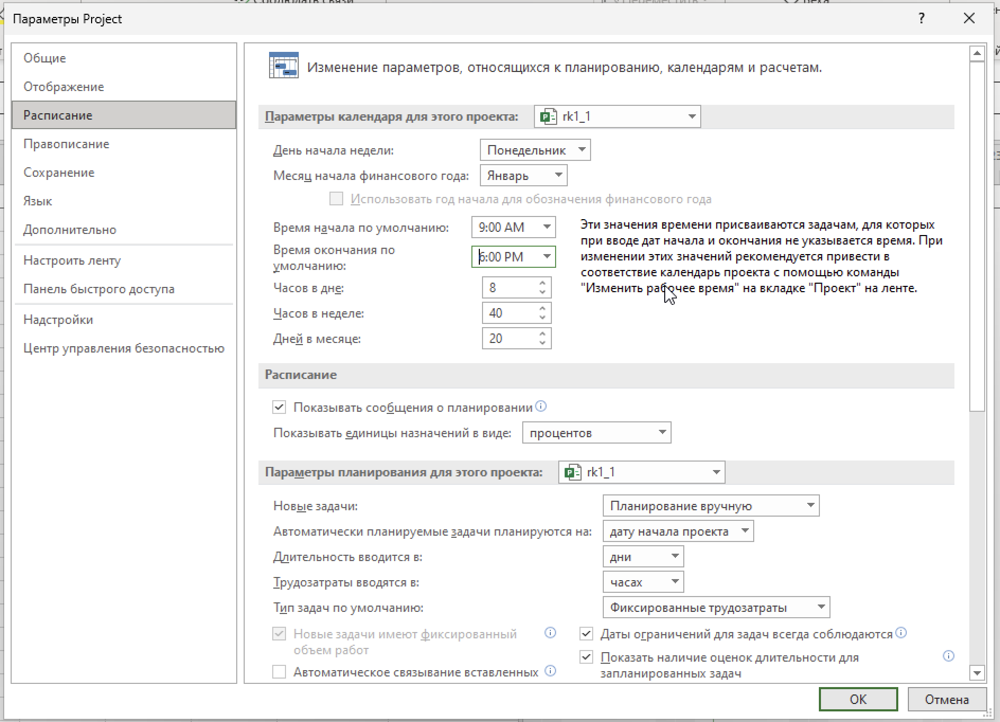 Параметры Project
?
Общие
Отображение
Расписание
Правописание
Сохранение
Язык
Дополнительно
Настроить ленту
Панель быстрого доступа
Надстройки
Центр управления безопасностью
Изменение параметров, относящихся к планированию, календарям и расчетам.
Параметры календаря для этого проекта:
rk1_1
День начала недели:
Понедельник
Месяц начала финансового года:
Январь
Использовать год начала для обозначения финансового года
Время начала по умолчанию:
9:00 AM
Время окончания по
умолчанию:
6:00 PM
Часов в дне:
8
Часов в неделе:
40
Дней в месяце:
20
Эти значения времени присваиваются задачам, для которых
при вводе дат начала и окончания не указывается время. При
изменении этих значений рекомендуется привести в
соответствие календарь проекта с помощью команды
"Изменить рабочее время" на вкладке "Проект" на ленте.
Расписание
Показывать сообщения о планировании
Показывать единицы назначений в виде:
процентов
Параметры планирования для этого проекта:
rk1_1
Новые задачи:
Планирование вручную
Автоматически планируемые задачи планируются на:
дату начала проекта
Длительность вводится в:
дни
Трудозатраты вводятся в:
часах
Тип задач по умолчанию:
Фиксированные трудозатраты
Новые задачи имеют фиксированный
объем работ
Автоматическое связывание вставленных
Даты ограничений для задач всегда соблюдаются
Показать наличие оценок длительности для
запланированных задач
OK
Отмена